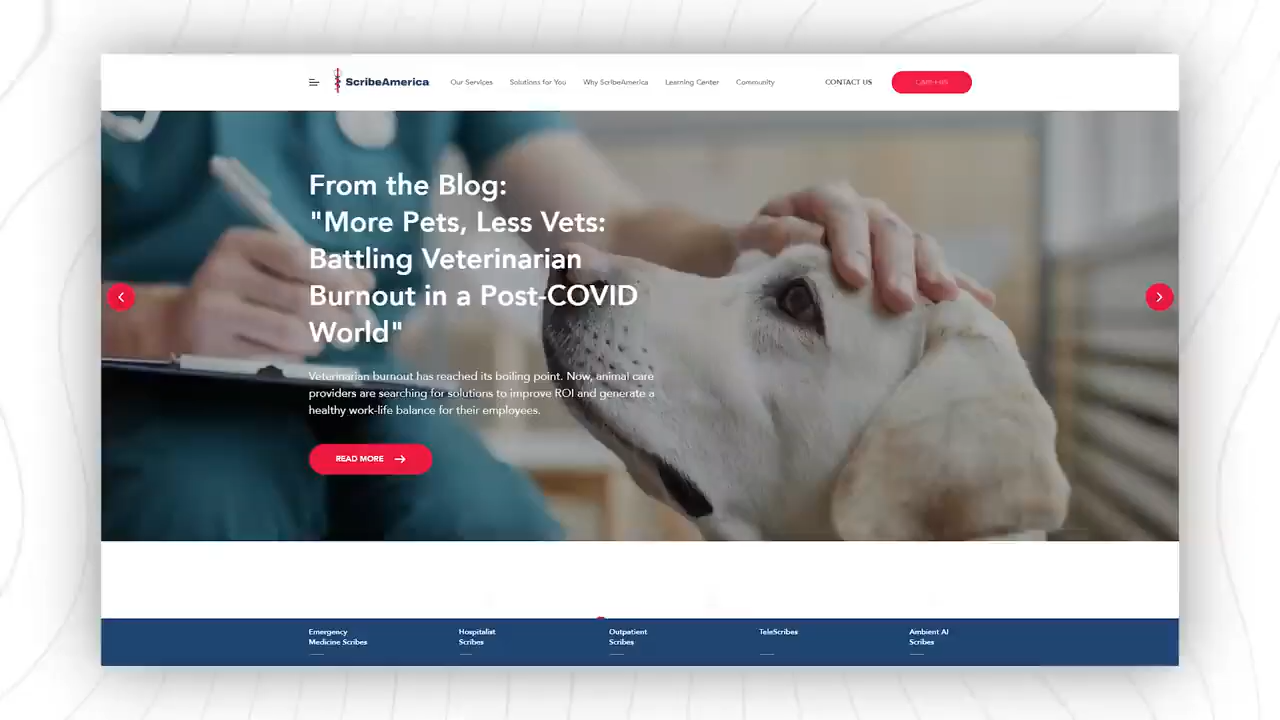 ScribeAmerica
Our Services
Solutions for You
Why ScribeAmerica
Learning Center
Community
CONTACT US
CAREERS
From the Blog:
"More Pets, Less Vets:
Battling Veterinarian
Burnout in a Post-COVID
World"
Veterinarian burnout has reached its boiling point. Now, animal care
providers are searching for solutions to improve ROI and generate a
healthy work-life balance for their employees.
READ MORE
Emergency
Medicine Scribes
Hospitalist
Scribes
Outpatient
Scribes
TeleScribes
Ambient AI
Scribes